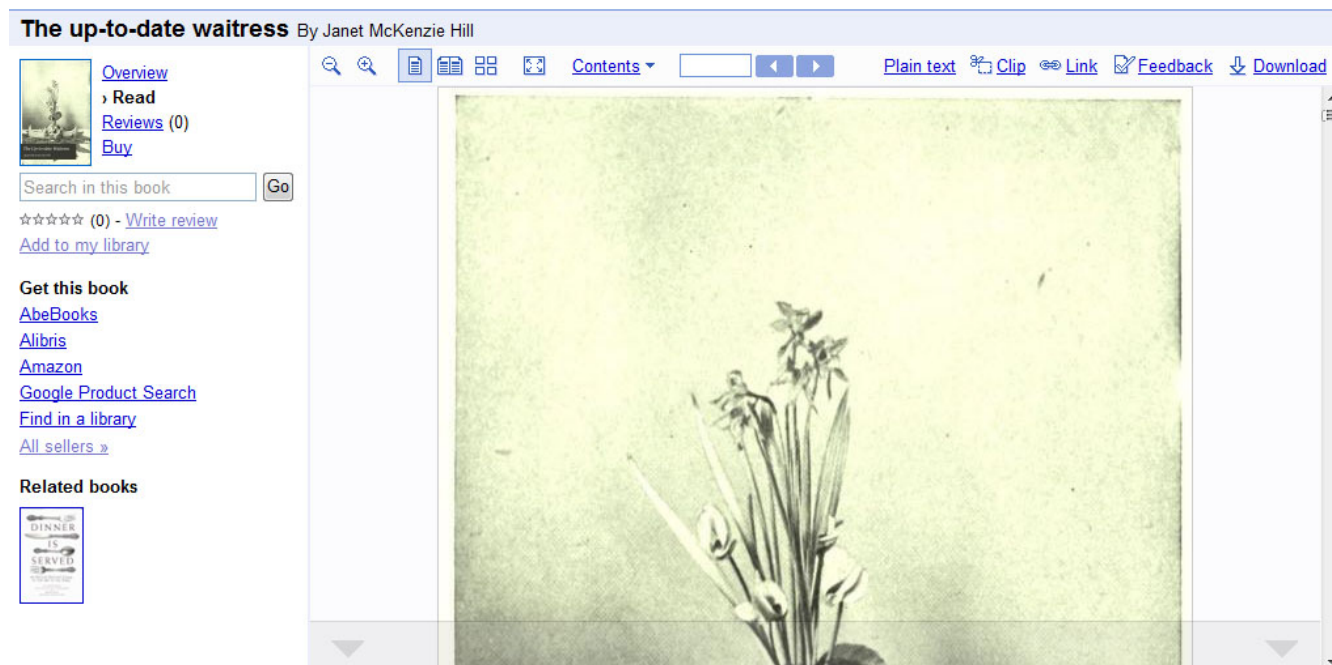 The up-to-date waitress By Janet McKenzie Hill
Overview
› Read
Reviews (0)
Buy
Search in this book Go
☆☆☆☆☆ (0) - Write review
Add to my library
Get this book
AbeBooks
Alibris
Amazon
Google Product Search
Find in a library
All sellers »
Related books
DINNER
IS
SERVED
Contents Plain text Clip Link Feedback Download